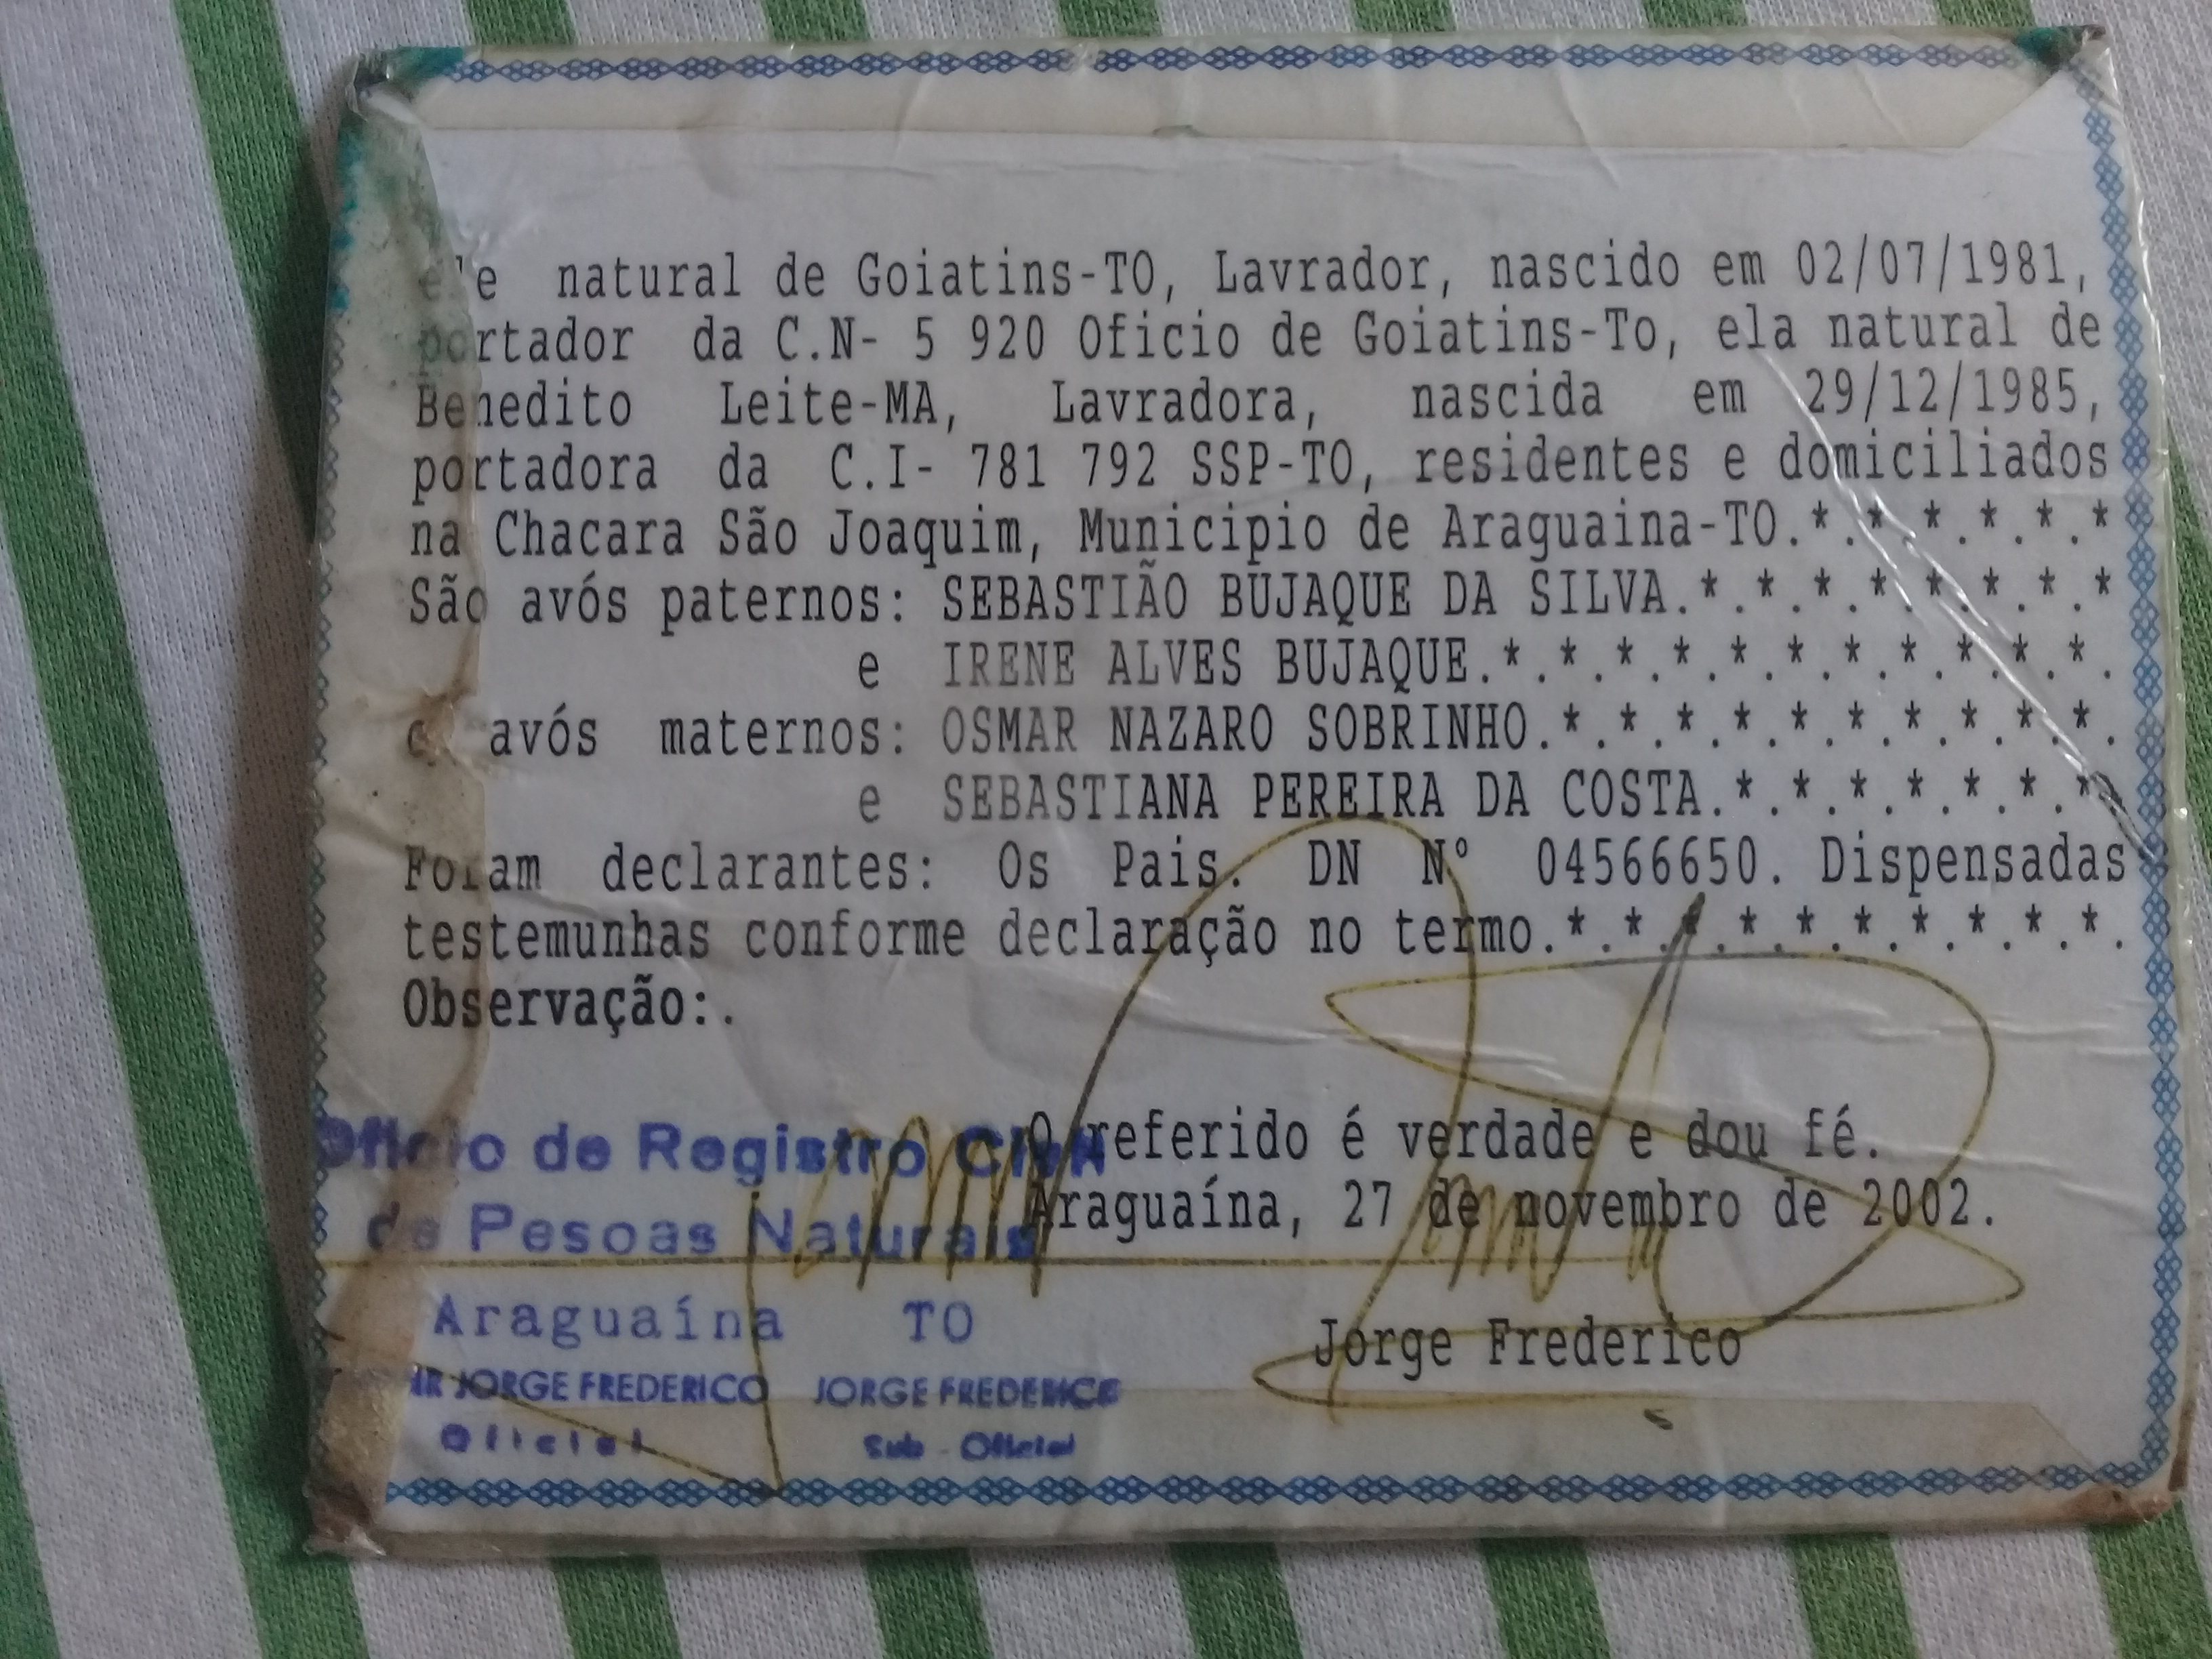 ele natural de Goiatins-TO, Lavrador, nascido em 02/07/1981,
portador da C.N- 5 920 Oficio de Goiatins-To, ela natural de
Benedito Leite-MA, Lavradora, nascida em 29/12/1985,
portadora da C.I- 781 792 SSP-TO, residentes e domiciliados
na Chacara São Joaquim, Municipio de Araguaina-TO.*.*.*.*.*.*
São avós paternos: SEBASTIÃO BUJAQUE DA SILVA.*.*.*.*.*.*.*.*
e IRENE ALVES BUJAQUE.*.*.*.*.*.*.*.*.*.*.*.
avós maternos: OSMAR NAZARO SOBRINHO.*.*.*.*.*.*.*.*.*.*.
e SEBASTIANA PEREIRA DA COSTA.*.*.*.*.*.*.*
Foram declarantes: Os Pais. DN N° 04566650. Dispensadas
testemunhas conforme declaração no termo.*.*.*.*.*.*.*.*.*.*.
Observação:.
O referido é verdade e dou fé.
Araguaína, 27 de novembro de 2002.
Jorge Frederico
Oficio de Registro Civil
de Pesoas Naturais
Araguaína TO
JORGE FREDERICO JORGE FREDERICO
Oficial Sub - Oficial